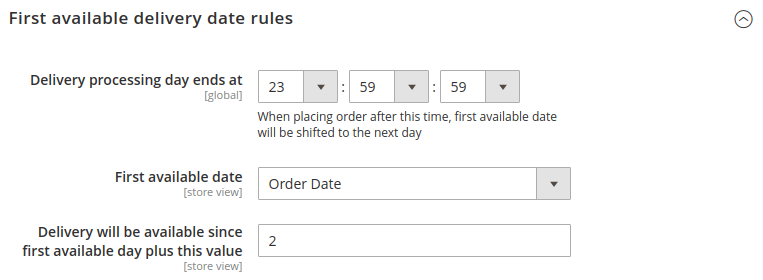 First available delivery date rules
Delivery processing day ends at
[global]
23 : 59 : 59
When placing order after this time, first available date
will be shifted to the next day
First available date
[store view]
Order Date
Delivery will be available since
first available day plus this value
[store view]
2